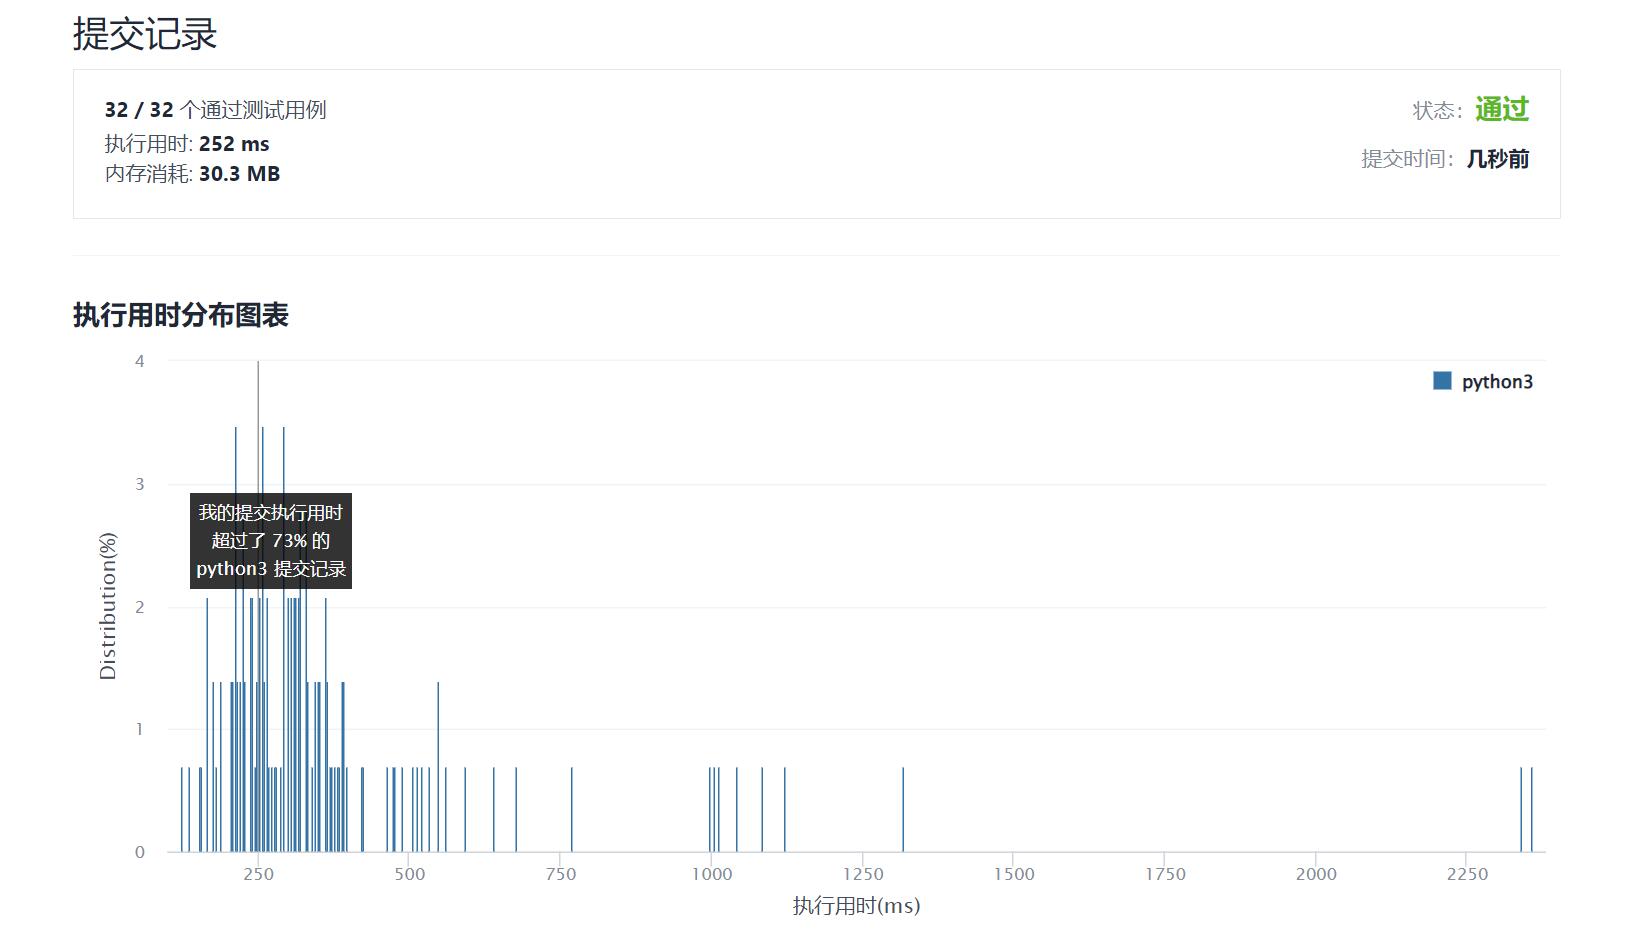 提交记录
32 / 32 个通过测试用例
状态：通过
执行用时: 252 ms
提交时间：几秒前
内存消耗: 30.3 MB
执行用时分布图表
4
python3
3
我的提交执行用时
超过了 73% 的
python3 提交记录
Distribution(%)
2
1
0
250 500 750 1000 1250 1500 1750 2000 2250
执行用时(ms)